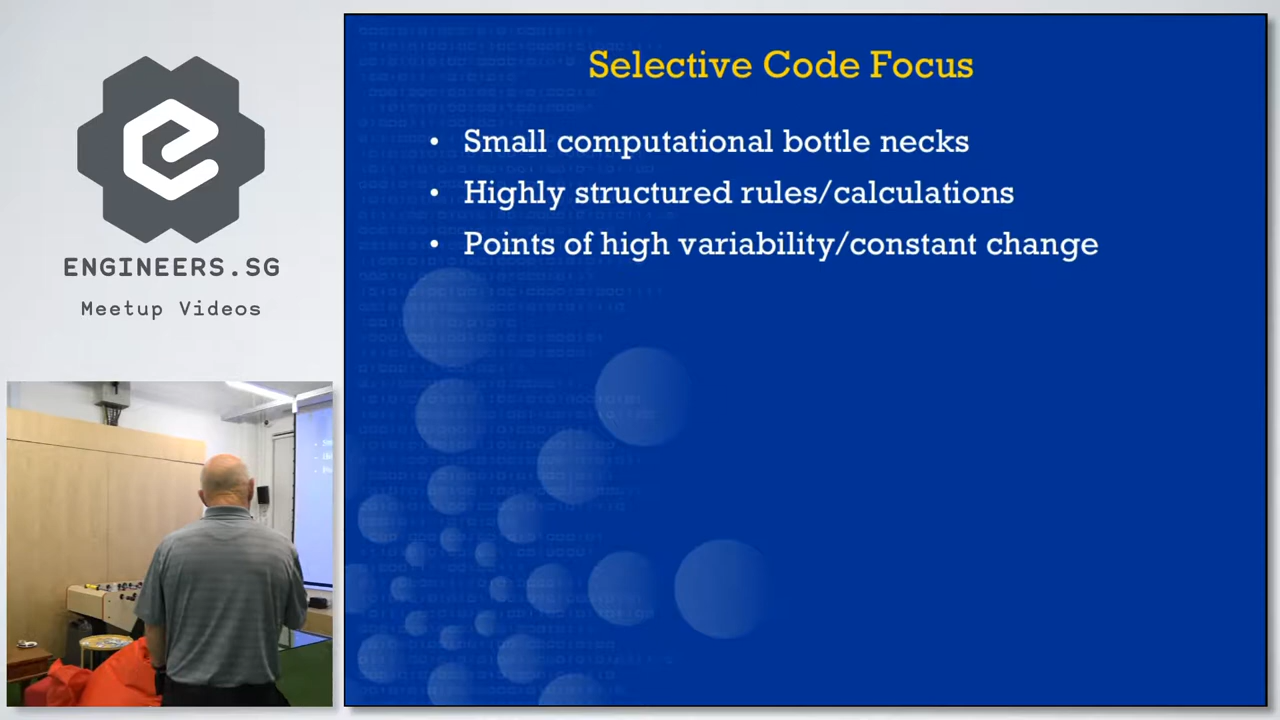 ENGINEERS.SG
Meetup Videos
Selective Code Focus
• Small computational bottle necks
• Highly structured rules/calculations
• Points of high variability/constant change